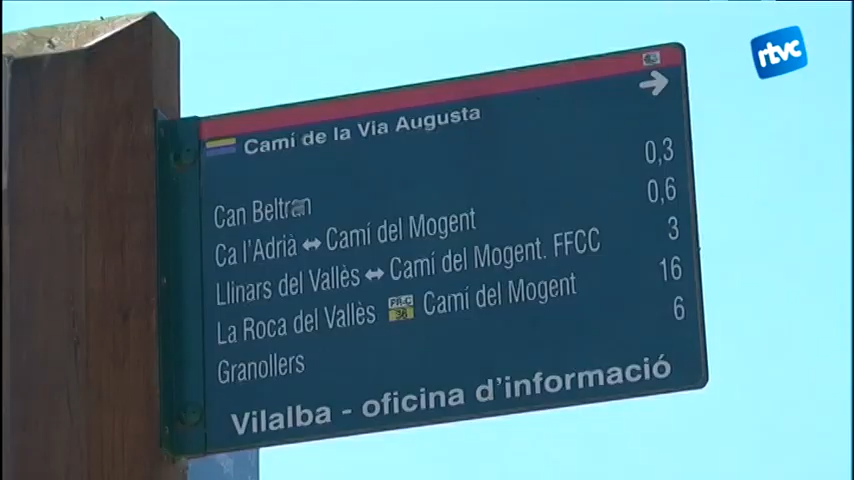 rtvc
Camí de la Via Augusta
Can Beltran 0,3
Ca l'Adrià ↔ Camí del Mogent 0,6
Llinars del Vallès ↔ Camí del Mogent. FFCC 3
La Roca del Vallès PR-C 36 Camí del Mogent 16
Granollers 6
Vilalba - oficina d'informació